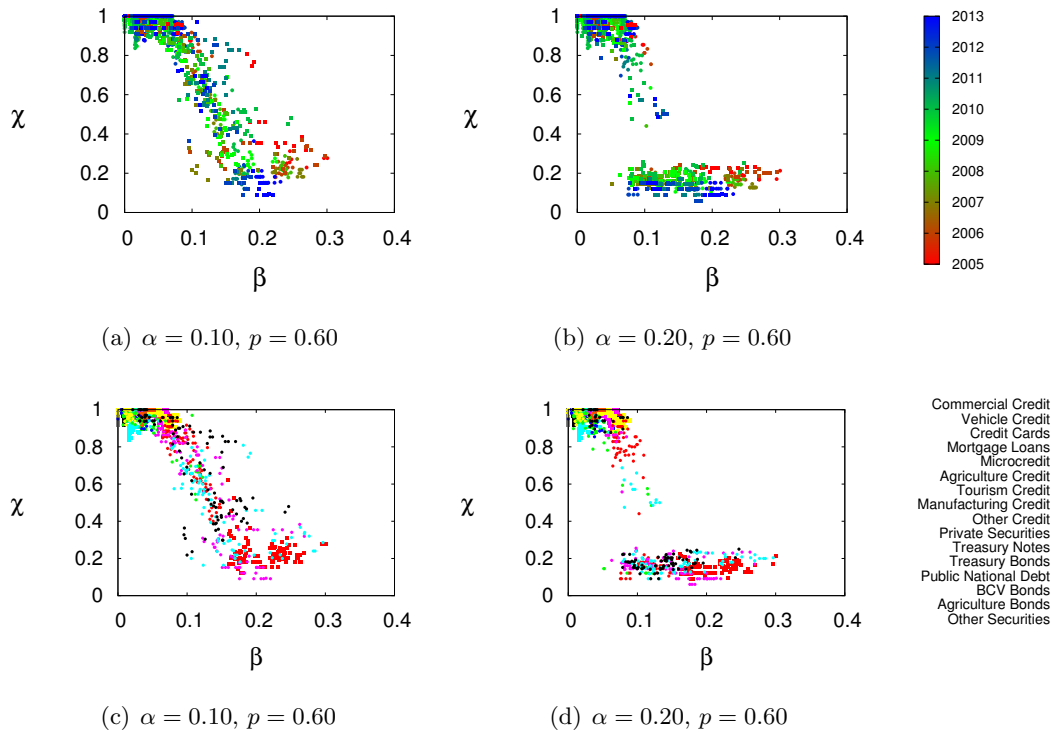 1
0.8
0.6
0.4
0.2
0
χ
0 0.1 0.2 0.3 0.4
β
(a) α = 0.10, p = 0.60
1
0.8
0.6
0.4
0.2
0
χ
0 0.1 0.2 0.3 0.4
β
(b) α = 0.20, p = 0.60
2013
2012
2011
2010
2009
2008
2007
2006
2005
1
0.8
0.6
0.4
0.2
0
χ
0 0.1 0.2 0.3 0.4
β
(c) α = 0.10, p = 0.60
1
0.8
0.6
0.4
0.2
0
χ
0 0.1 0.2 0.3 0.4
β
(d) α = 0.20, p = 0.60
Commercial Credit
Vehicle Credit
Credit Cards
Mortgage Loans
Microcredit
Agriculture Credit
Tourism Credit
Manufacturing Credit
Other Credit
Private Securities
Treasury Notes
Treasury Bonds
Public National Debt
BCV Bonds
Agriculture Bonds
Other Securities